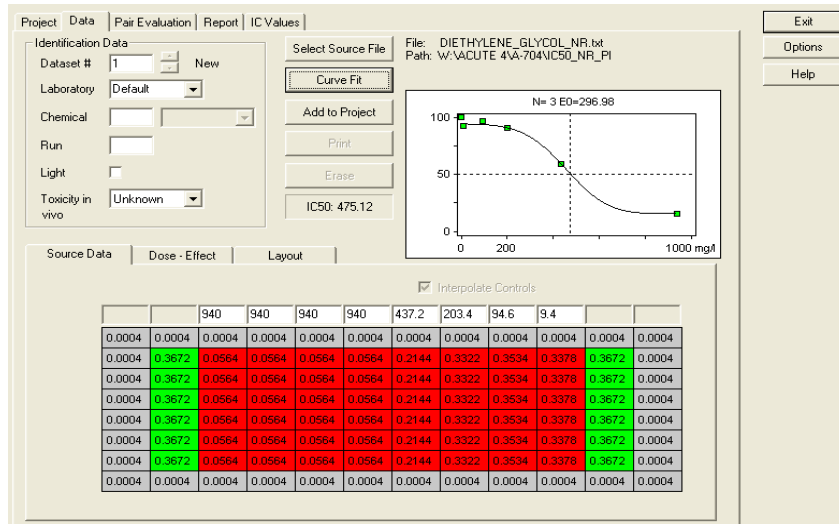 Project Data Pair Evaluation Report IC Values
Exit
Options
Help
Identification Data
Dataset # 1 New
Laboratory Default
Chemical
Run
Light
Toxicity in vivo Unknown
Select Source File
Curve Fit
Add to Project
Print
Erase
IC50: 475.12
File: DIETHYLENE_GLYCOL_NR.txt
Path: W:\ACUTE 4\A-704\IC50_NR_PI
N= 3 E0=296.98
100
50
0
0 200 1000 mg/l
Source Data Dose - Effect Layout
Interpolate Controls
940 940 940 940 437.2 203.4 94.6 9.4
0.0004 0.0004 0.0004 0.0004 0.0004 0.0004 0.0004 0.0004 0.0004 0.0004 0.0004 0.0004
0.0004 0.3672 0.0564 0.0564 0.0564 0.0564 0.2144 0.3322 0.3534 0.3378 0.3672 0.0004
0.0004 0.3672 0.0564 0.0564 0.0564 0.0564 0.2144 0.3322 0.3534 0.3378 0.3672 0.0004
0.0004 0.3672 0.0564 0.0564 0.0564 0.0564 0.2144 0.3322 0.3534 0.3378 0.3672 0.0004
0.0004 0.3672 0.0564 0.0564 0.0564 0.0564 0.2144 0.3322 0.3534 0.3378 0.3672 0.0004
0.0004 0.3672 0.0564 0.0564 0.0564 0.0564 0.2144 0.3322 0.3534 0.3378 0.3672 0.0004
0.0004 0.3672 0.0564 0.0564 0.0564 0.0564 0.2144 0.3322 0.3534 0.3378 0.3672 0.0004
0.0004 0.0004 0.0004 0.0004 0.0004 0.0004 0.0004 0.0004 0.0004 0.0004 0.0004 0.0004